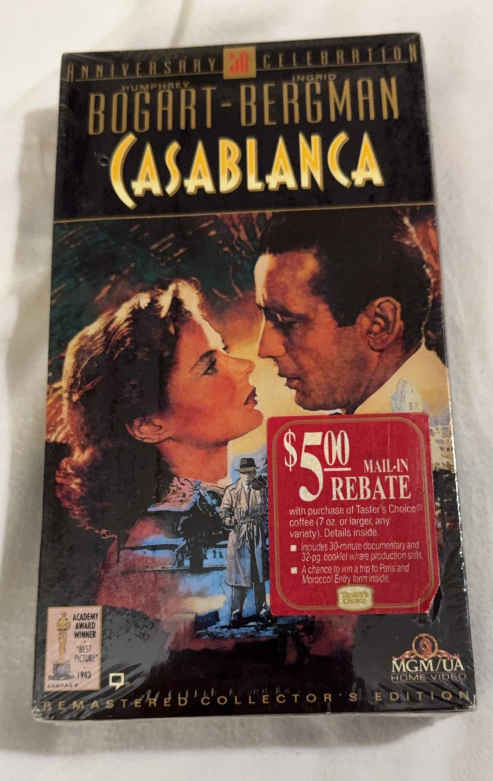 ANNIVERSARY 50 CELEBRATION
HUMPHREY INGRID
BOGART-BERGMAN
CASABLANCA
$5.00
MAIL-IN
REBATE
with purchase of Taster's Choice®
coffee (7 oz. or larger, any
variety). Details inside.
■ Includes 30-minute documentary and
32-pg. booklet w/rare production stills.
■ A chance to win a trip to Paris and
Morocco! Entry form inside.
Taster's
Choice
ACADEMY
AWARD
WINNER
"BEST
PICTURE"
1943
MGM/UA
HOME VIDEO
REMASTERED COLLECTOR'S EDITION